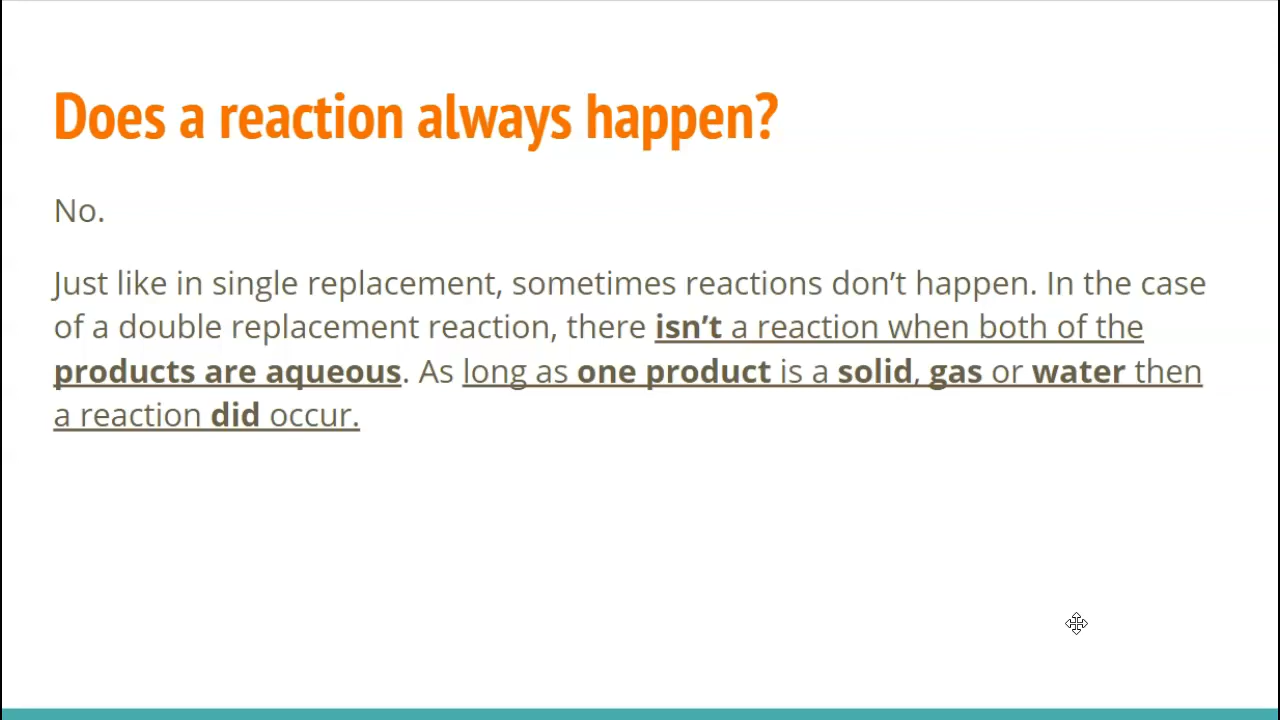 Does a reaction always happen?
No.
Just like in single replacement, sometimes reactions don’t happen. In the case
of a double replacement reaction, there isn’t a reaction when both of the
products are aqueous. As long as one product is a solid, gas or water then
a reaction did occur.